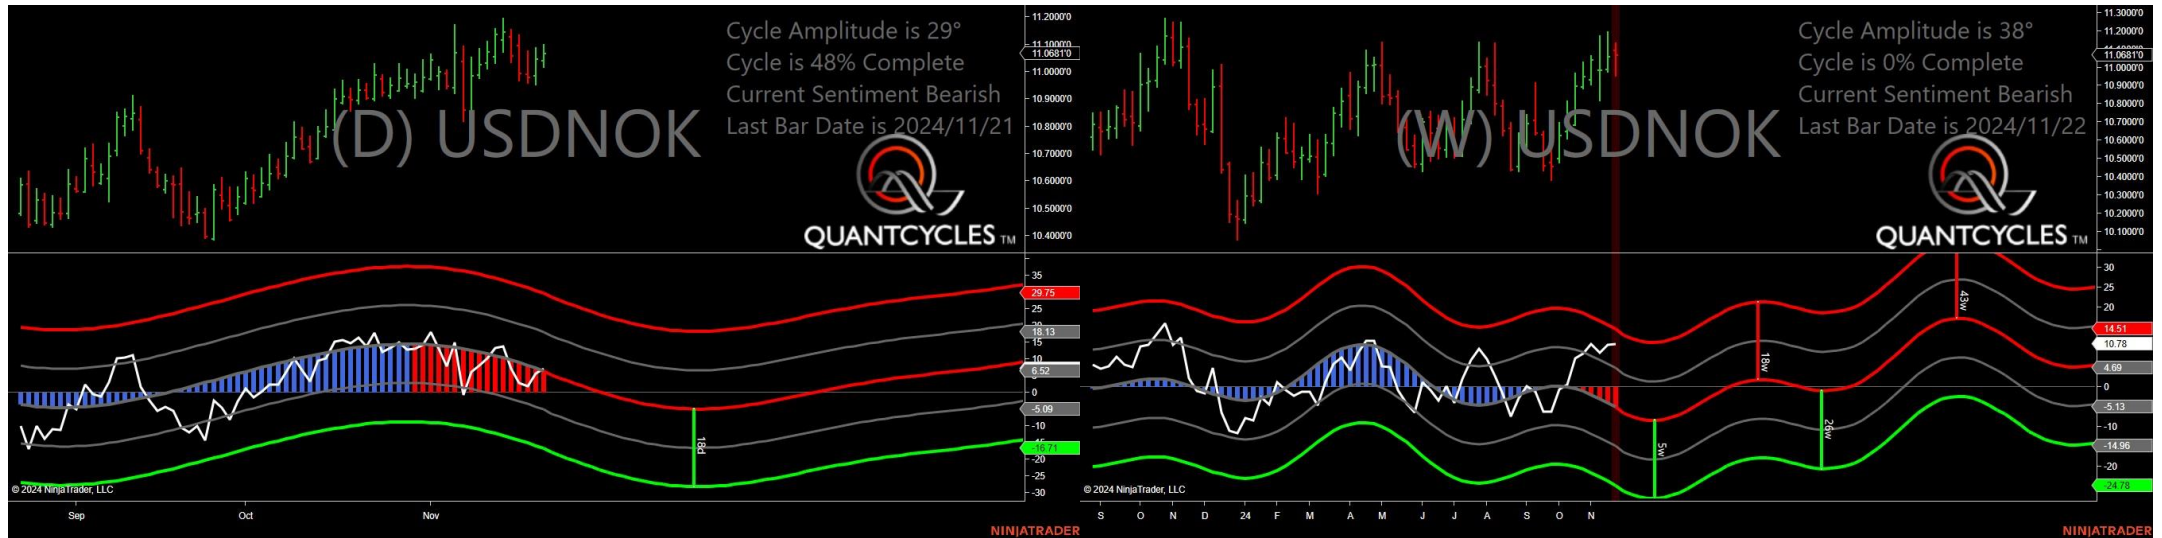 Cycle Amplitude is 29°
Cycle is 48% Complete
Current Sentiment Bearish
Last Bar Date is 2024/11/21
(D) USDNOK
QUANTCYCLES TM
11.2000'0
11.1000'0
11.0681'0
11.0000'0
10.9000'0
10.8000'0
10.7000'0
10.6000'0
10.5000'0
10.4000'0
35
29.75
25
18.13
15
10
6.52
0
-5.09
-10
-16.71
-20
-25
-30
18d
© 2024 NinjaTrader, LLC
Sep Oct Nov
NINJATRADER
Cycle Amplitude is 38°
Cycle is 0% Complete
Current Sentiment Bearish
Last Bar Date is 2024/11/22
(W) USDNOK
QUANTCYCLES TM
11.3000'0
11.2000'0
11.0681'0
11.0000'0
10.9000'0
10.8000'0
10.7000'0
10.6000'0
10.5000'0
10.4000'0
10.3000'0
10.2000'0
10.1000'0
30
25
20
14.51
10.78
4.69
0
-5.13
-10
-14.96
-20
-24.78
5w
18w
26w
43w
© 2024 NinjaTrader, LLC
S O N D 24 F M A M J J A S O N
NINJATRADER